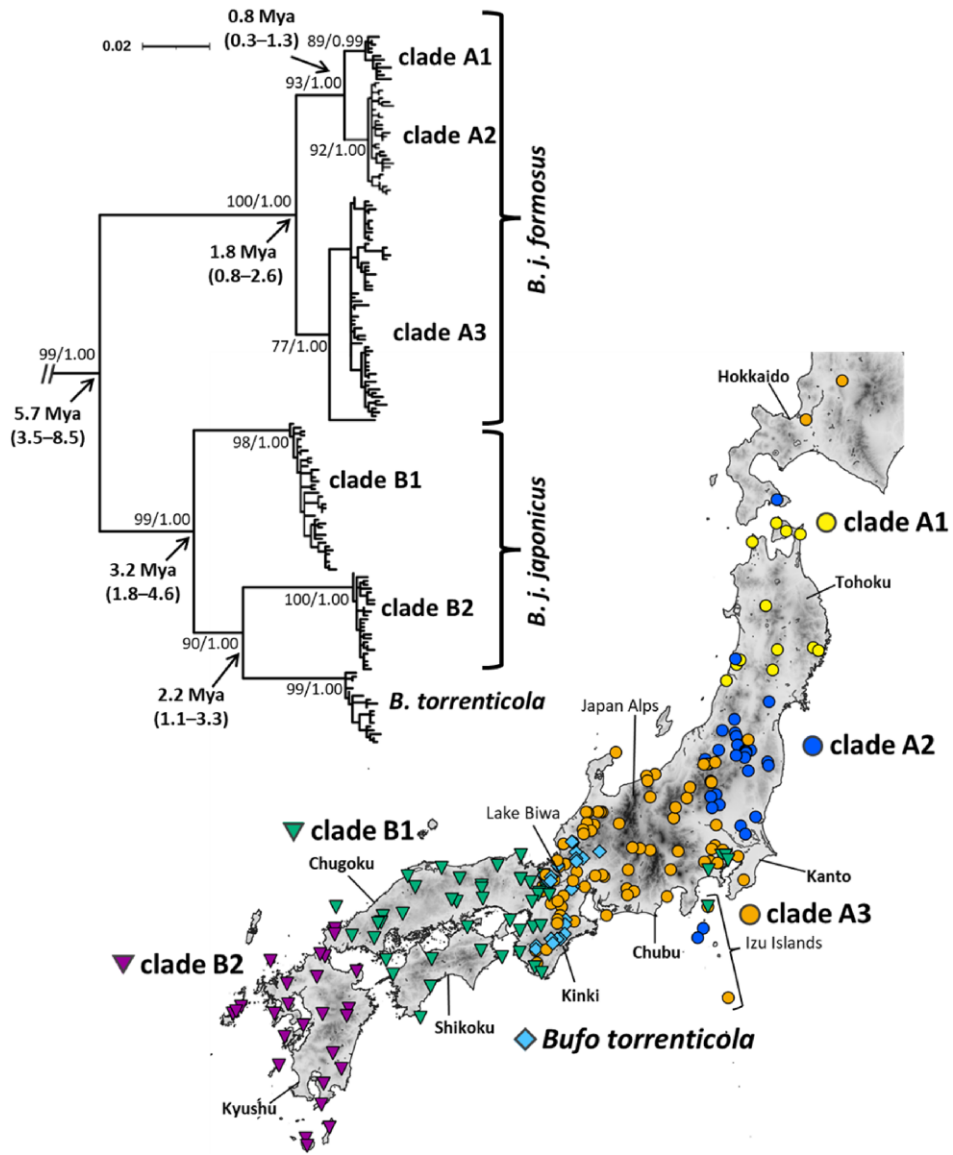 0.8 Mya
(0.3–1.3)
0.02
89/0.99
clade A1
93/1.00
clade A2
92/1.00
B. j. formosus
100/1.00
1.8 Mya
(0.8–2.6)
clade A3
77/1.00
99/1.00
5.7 Mya
(3.5–8.5)
98/1.00
clade B1
99/1.00
3.2 Mya
(1.8–4.6)
B. j. japonicus
100/1.00
clade B2
90/1.00
2.2 Mya
(1.1–3.3)
99/1.00
B. torrenticola
Hokkaido
clade A1
Tohoku
Japan Alps
clade A2
Lake Biwa
clade B1
Chugoku
Kanto
clade A3
Izu Islands
Chubu
clade B2
Kinki
Shikoku
Bufo torrenticola
Kyushu